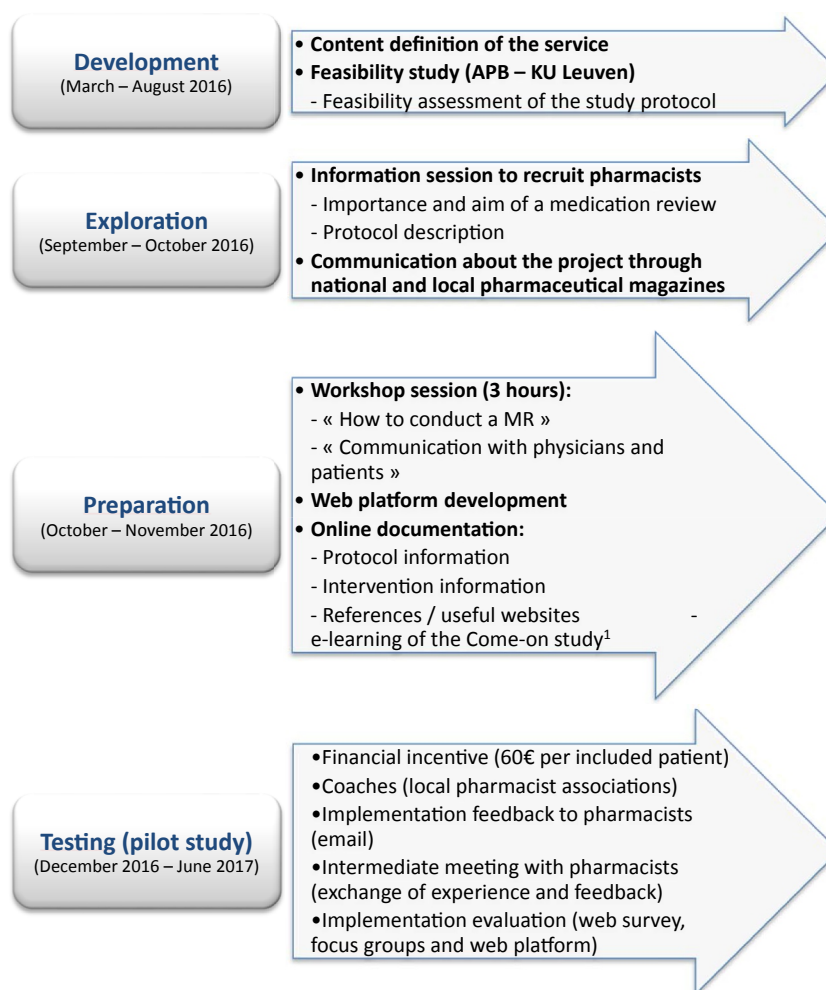 Development
(March – August 2016)
• Content definition of the service
• Feasibility study (APB – KU Leuven)
- Feasibility assessment of the study protocol
Exploration
(September – October 2016)
• Information session to recruit pharmacists
- Importance and aim of a medication review
- Protocol description
• Communication about the project through
national and local pharmaceutical magazines
Preparation
(October – November 2016)
• Workshop session (3 hours):
- « How to conduct a MR »
- « Communication with physicians and
patients »
• Web platform development
• Online documentation:
- Protocol information
- Intervention information
- References / useful websites -
e-learning of the Come-on study¹
Testing (pilot study)
(December 2016 – June 2017)
•Financial incentive (60€ per included patient)
•Coaches (local pharmacist associations)
•Implementation feedback to pharmacists
(email)
•Intermediate meeting with pharmacists
(exchange of experience and feedback)
•Implementation evaluation (web survey,
focus groups and web platform)